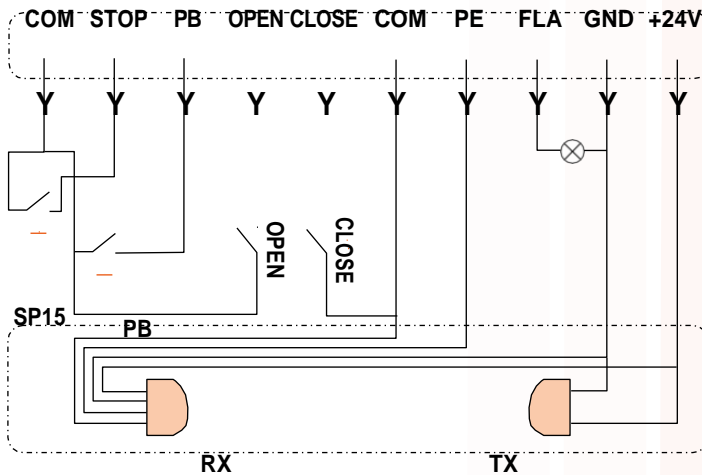 COM STOP PB OPEN CLOSE COM PE FLA GND +24V
Y Y Y Y Y Y Y Y Y Y
OPEN
CLOSE
SP15
PB
RX TX